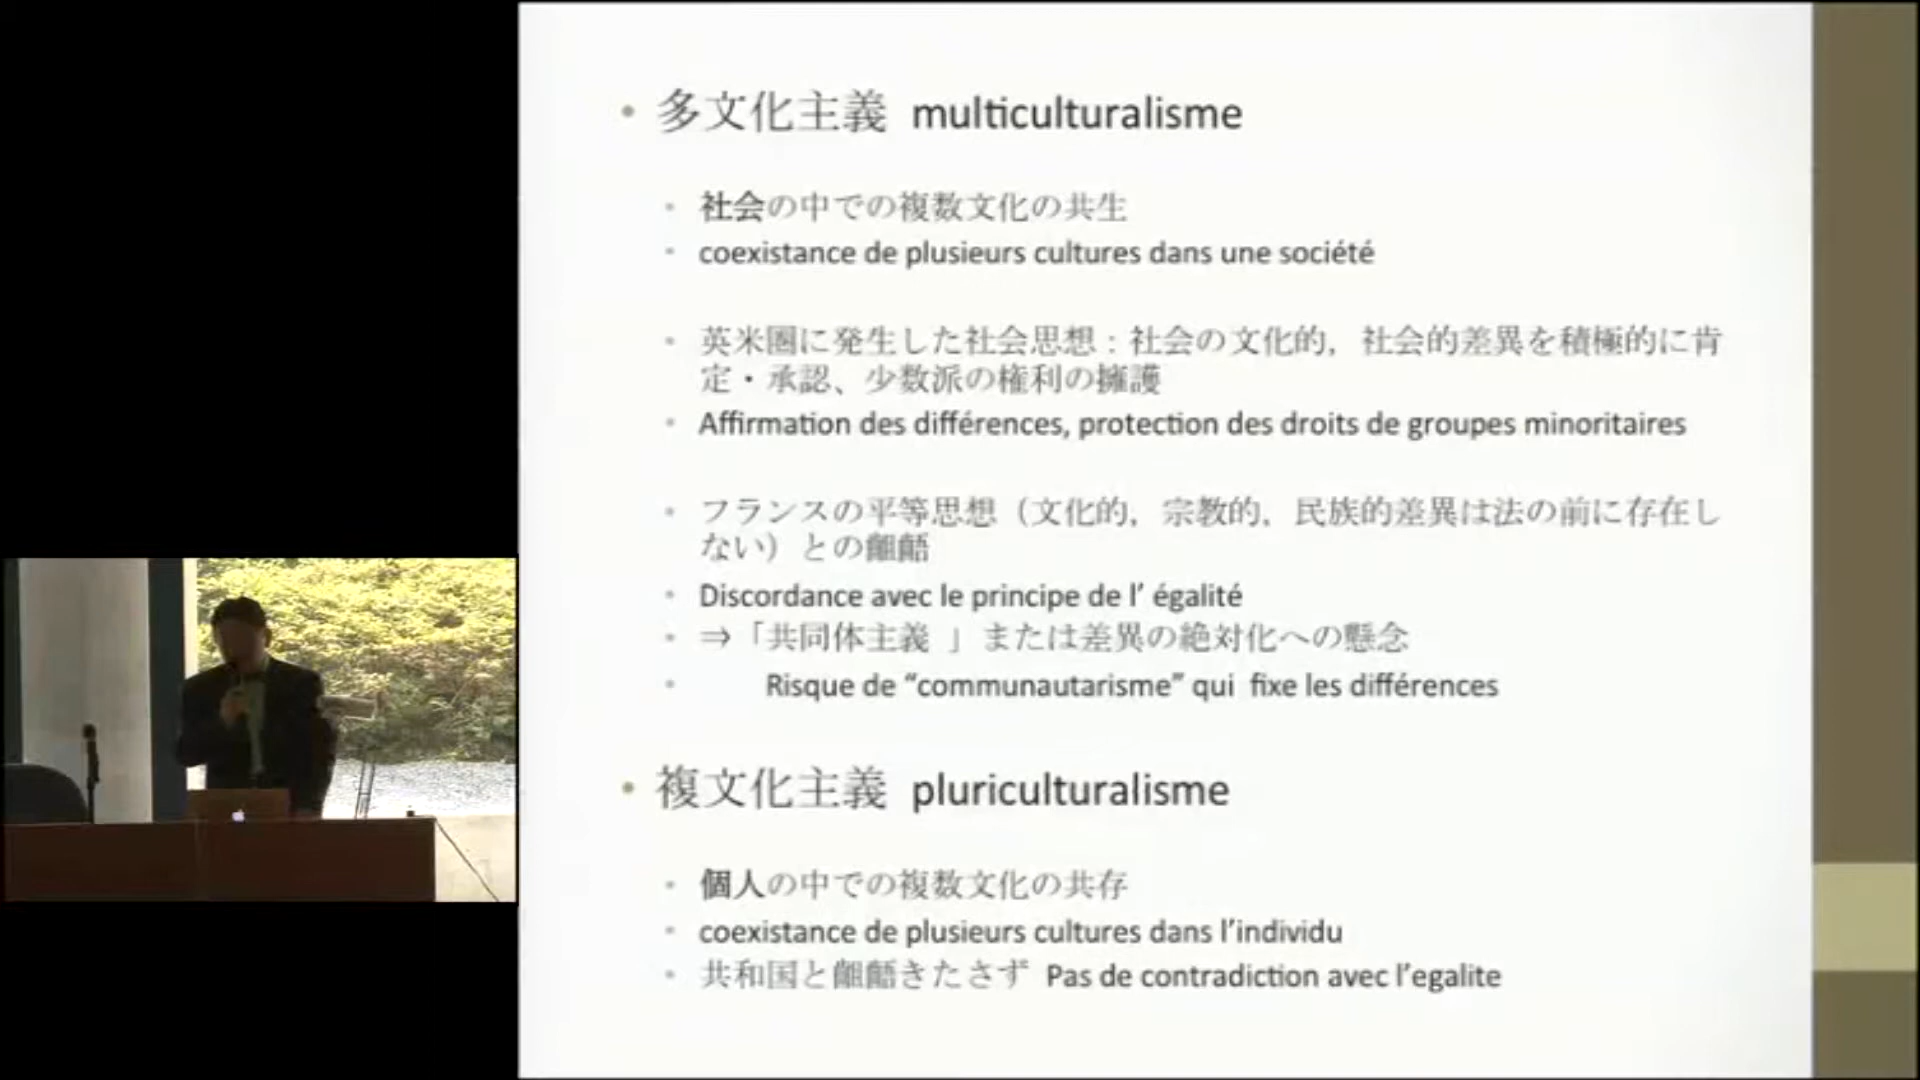 • 多文化主義 multiculturalisme
• 社会の中での複数文化の共生
• coexistance de plusieurs cultures dans une société
• 英米圏に発生した社会思想：社会の文化的，社会的差異を積極的に肯
定・承認、少数派の権利の擁護
• Affirmation des différences, protection des droits de groupes minoritaires
• フランスの平等思想（文化的，宗教的，民族的差異は法の前に存在し
ない）との齟齬
• Discordance avec le principe de l’ égalité
• ⇒「共同体主義 」または差異の絶対化への懸念
• Risque de “communautarisme” qui fixe les différences
• 複文化主義 pluriculturalisme
• 個人の中での複数文化の共存
• coexistance de plusieurs cultures dans l’individu
• 共和国と齟齬きたさず Pas de contradiction avec l’egalite